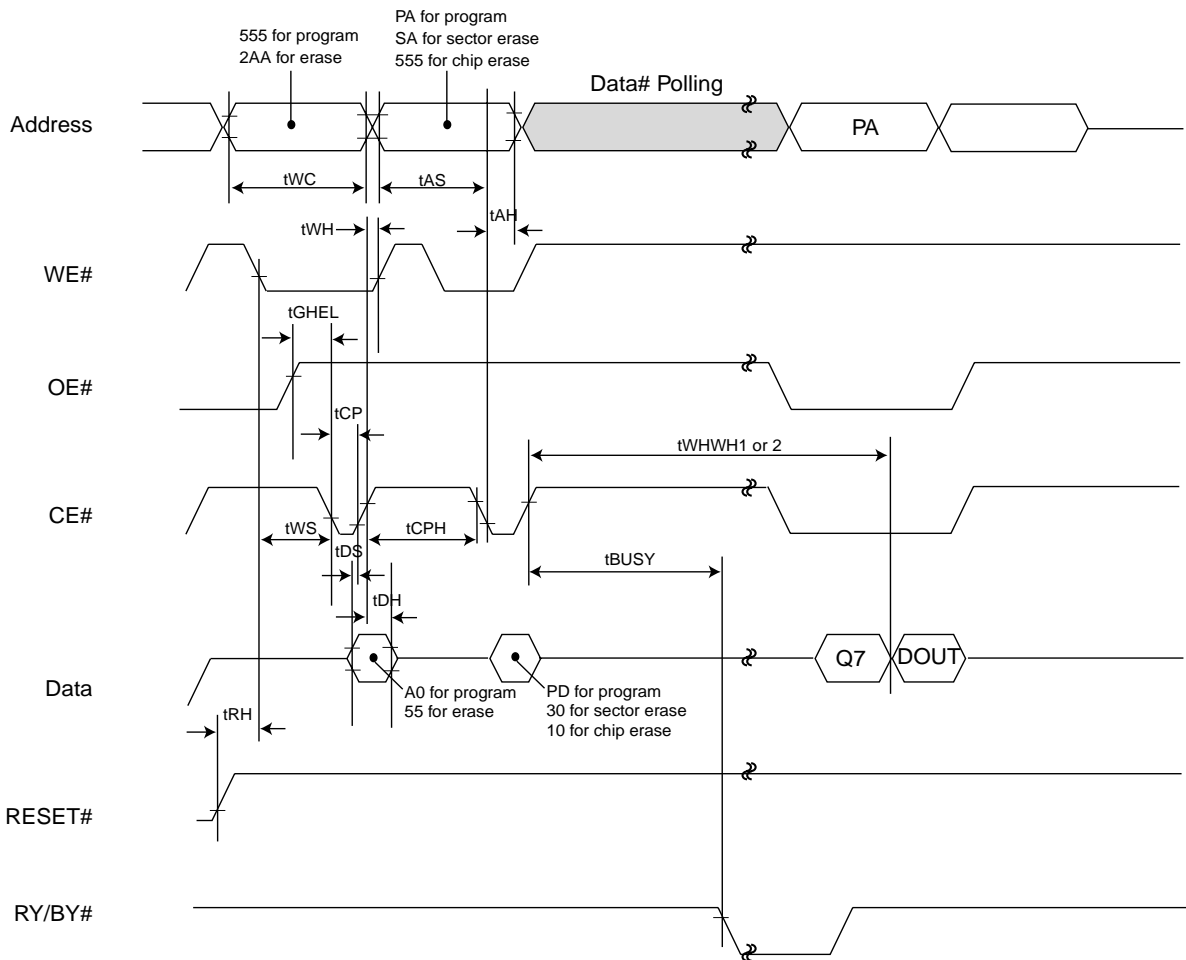 555 for program
2AA for erase
PA for program
SA for sector erase
555 for chip erase
Data# Polling
Address
PA
tWC
tAS
tAH
tWH
WE#
tGHEL
OE#
tCP
tWHWH1 or 2
CE#
tWS
tCPH
tDS
tBUSY
tDH
Q7
DOUT
Data
A0 for program
55 for erase
PD for program
30 for sector erase
10 for chip erase
tRH
RESET#
RY/BY#